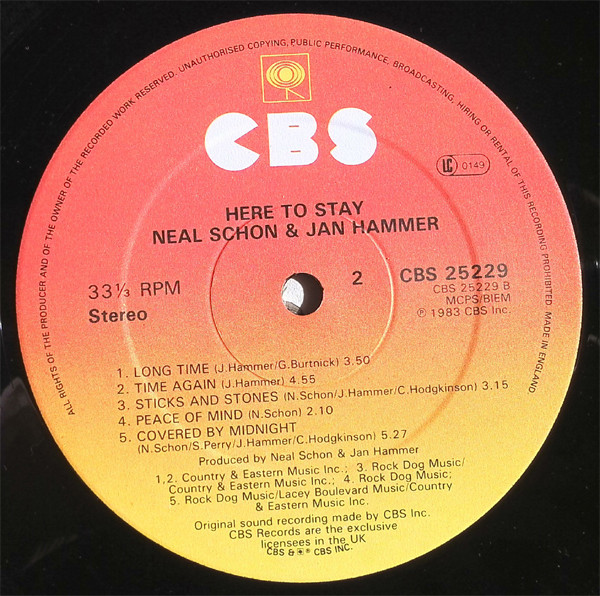 ALL RIGHTS OF THE PRODUCER AND OF THE OWNER OF THE RECORDED WORK RESERVED. UNAUTHORISED COPYING, PUBLIC PERFORMANCE, BROADCASTING, HIRING OR RENTAL OF THIS RECORDING PROHIBITED. MADE IN ENGLAND
CBS
LC 0149
HERE TO STAY
NEAL SCHON & JAN HAMMER
33⅓ RPM
Stereo
2
CBS 25229
CBS 25229 B
MCPS/BIEM
℗ 1983 CBS Inc.
1. LONG TIME (J.Hammer/G.Burtnick) 3.50
2. TIME AGAIN (J.Hammer) 4.55
3. STICKS AND STONES (N.Schon/J.Hammer/C.Hodgkinson) 3.15
4. PEACE OF MIND (N.Schon) 2.10
5. COVERED BY MIDNIGHT
(N.Schon/S.Perry/J.Hammer/C.Hodgkinson) 5.27
Produced by Neal Schon & Jan Hammer
1,2. Country & Eastern Music Inc.; 3. Rock Dog Music/
Country & Eastern Music Inc.; 4. Rock Dog Music;
5. Rock Dog Music/Lacey Boulevard Music/Country
& Eastern Music Inc.
Original sound recording made by CBS Inc.
CBS Records are the exclusive
licensees in the UK
CBS & ® CBS INC.